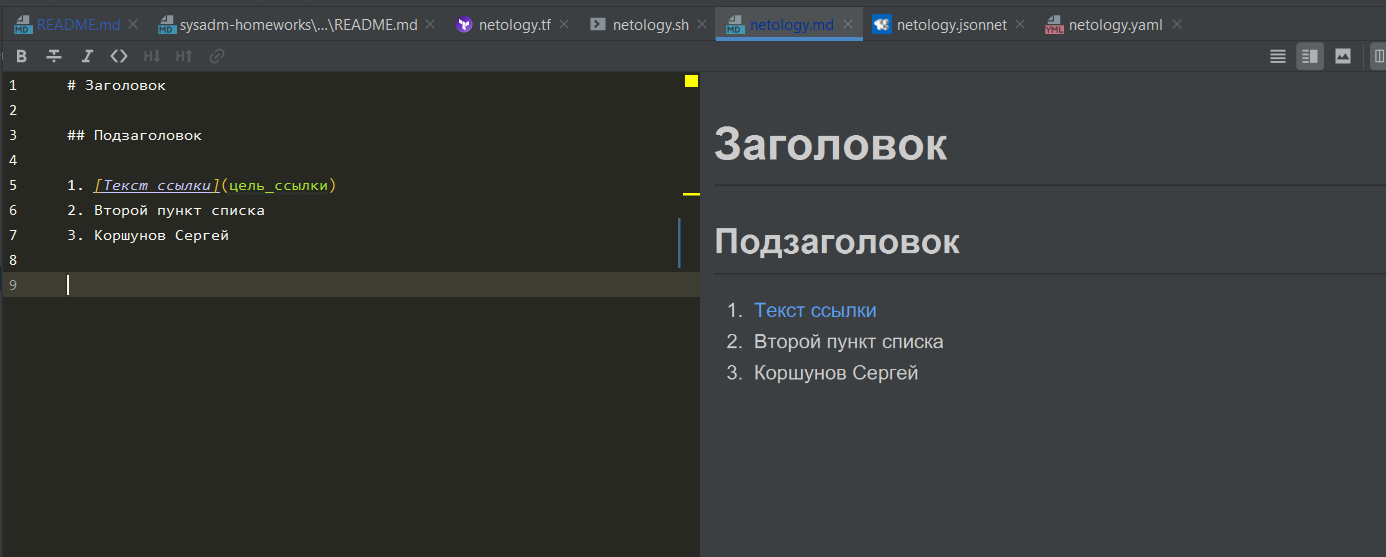 README.md sysadm-homeworks\...\README.md netology.tf netology.sh netology.md netology.jsonnet netology.yaml
B I <> H↓ H↑
1 # Заголовок
2
3 ## Подзаголовок
4
5 1. [Текст ссылки](цель_ссылки)
6 2. Второй пункт списка
7 3. Коршунов Сергей
8
9
Заголовок
Подзаголовок
1. Текст ссылки
2. Второй пункт списка
3. Коршунов Сергей